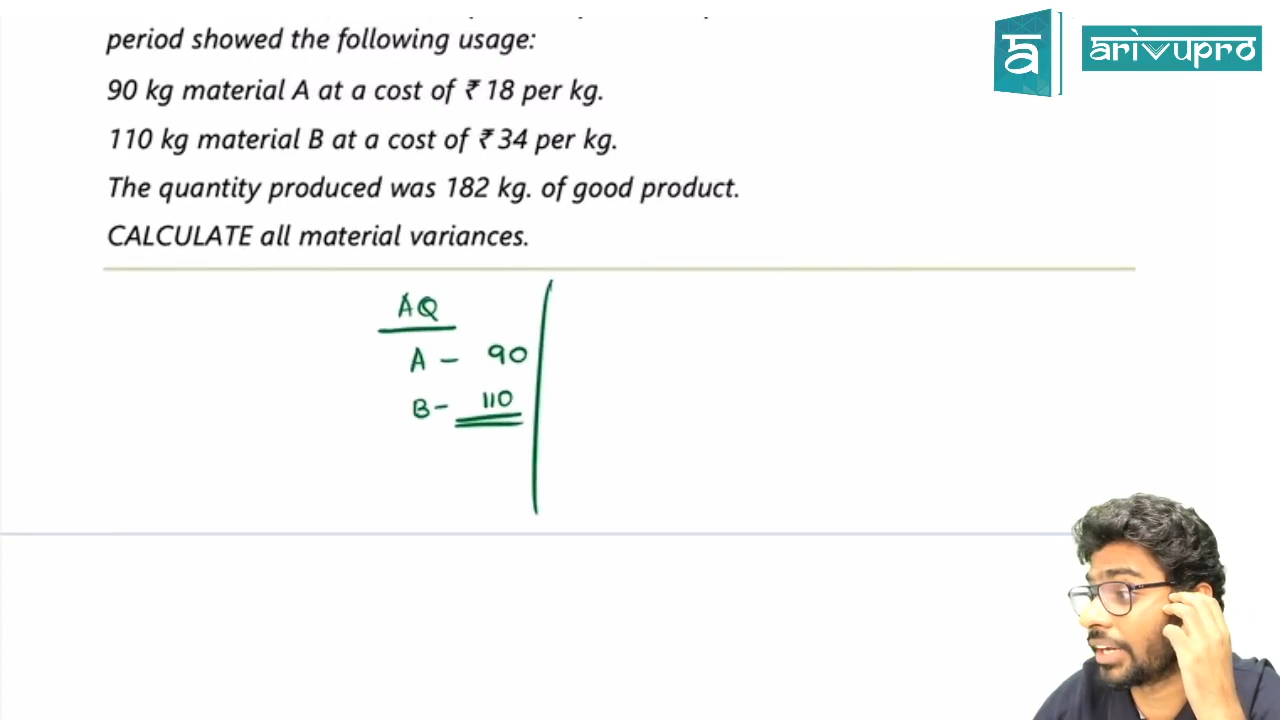 period showed the following usage:
90 kg material A at a cost of ₹ 18 per kg.
110 kg material B at a cost of ₹ 34 per kg.
The quantity produced was 182 kg. of good product.
CALCULATE all material variances.
AQ
A - 90
B- 110
arivupro